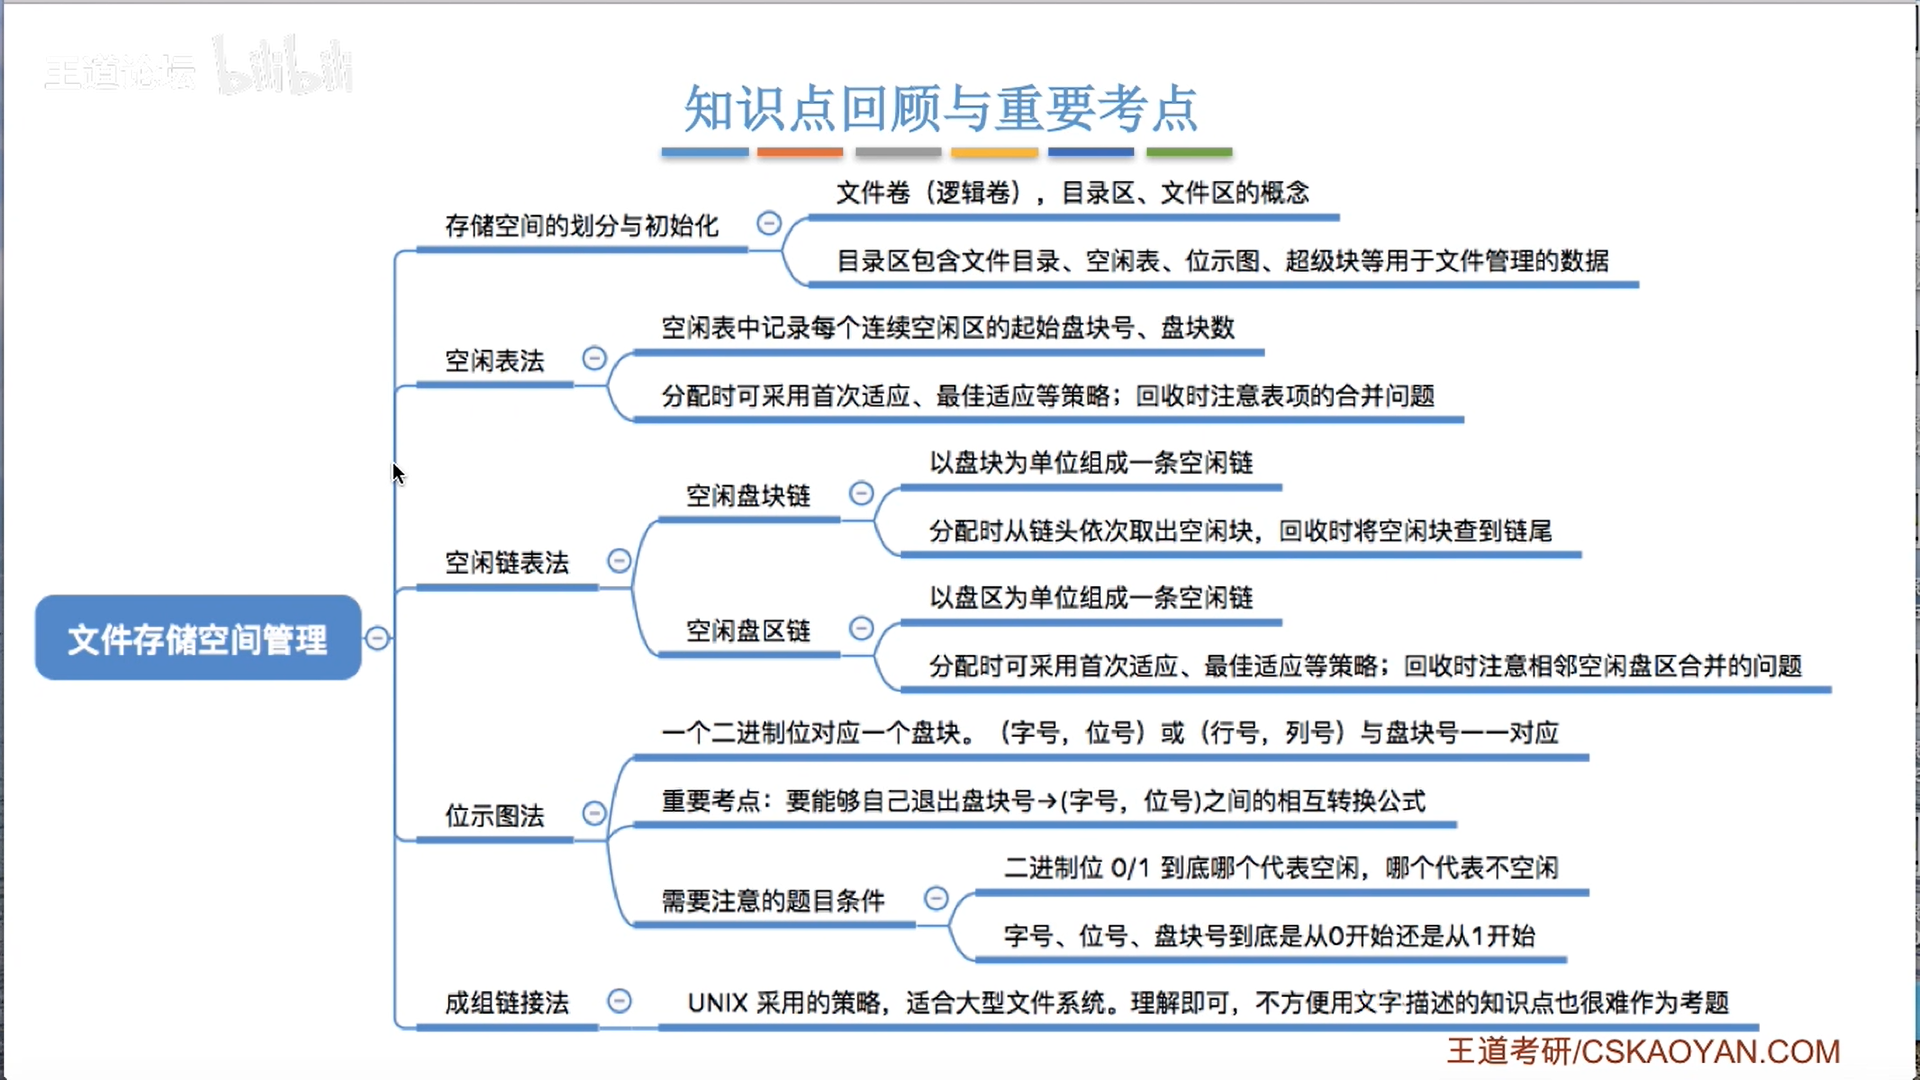 王道论坛 bilibili
知识点回顾与重要考点
文件存储空间管理
存储空间的划分与初始化
文件卷（逻辑卷），目录区、文件区的概念
目录区包含文件目录、空闲表、位示图、超级块等用于文件管理的数据
空闲表法
空闲表中记录每个连续空闲区的起始盘块号、盘块数
分配时可采用首次适应、最佳适应等策略；回收时注意表项的合并问题
空闲链表法
空闲盘块链
以盘块为单位组成一条空闲链
分配时从链头依次取出空闲块，回收时将空闲块查到链尾
空闲盘区链
以盘区为单位组成一条空闲链
分配时可采用首次适应、最佳适应等策略；回收时注意相邻空闲盘区合并的问题
位示图法
一个二进制位对应一个盘块。（字号，位号）或（行号，列号）与盘块号一一对应
重要考点：要能够自己退出盘块号→(字号，位号)之间的相互转换公式
需要注意的题目条件
二进制位 0/1 到底哪个代表空闲，哪个代表不空闲
字号、位号、盘块号到底是从0开始还是从1开始
成组链接法
UNIX 采用的策略，适合大型文件系统。理解即可，不方便用文字描述的知识点也很难作为考题
王道考研/CSKAOYAN.COM